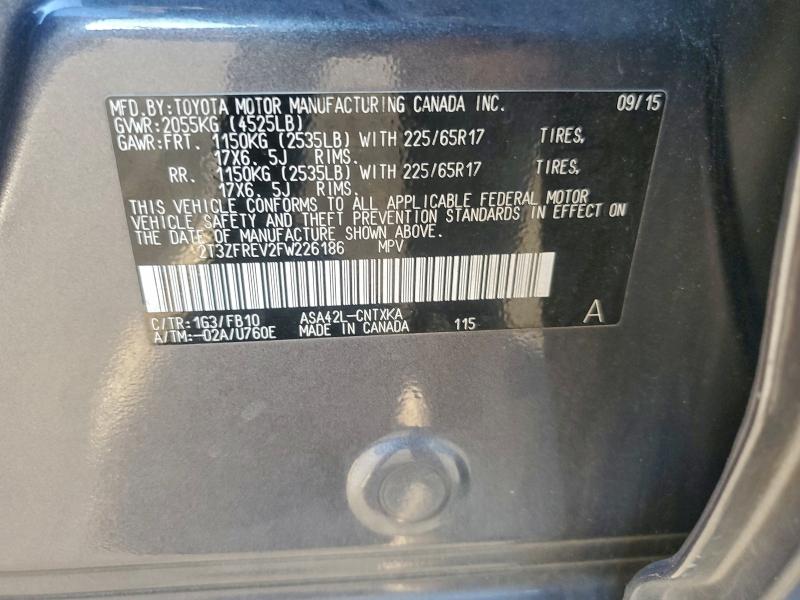 MFD.BY:TOYOTA MOTOR MANUFACTURING CANADA INC. 09/15
GVWR:2055KG (4525LB)
GAWR:FRT. 1150KG (2535LB) WITH 225/65R17 TIRES,
17X6.5J RIMS.
RR. 1150KG (2535LB) WITH 225/65R17 TIRES,
17X6.5J RIMS.
THIS VEHICLE CONFORMS TO ALL APPLICABLE FEDERAL MOTOR
VEHICLE SAFETY AND THEFT PREVENTION STANDARDS IN EFFECT ON
THE DATE OF MANUFACTURE SHOWN ABOVE.
2T3ZFREV2FW226186 MPV
C/TR:1G3/FB10 ASA42L-CNTXKA A
A/TM:-02A/U760E MADE IN CANADA 115